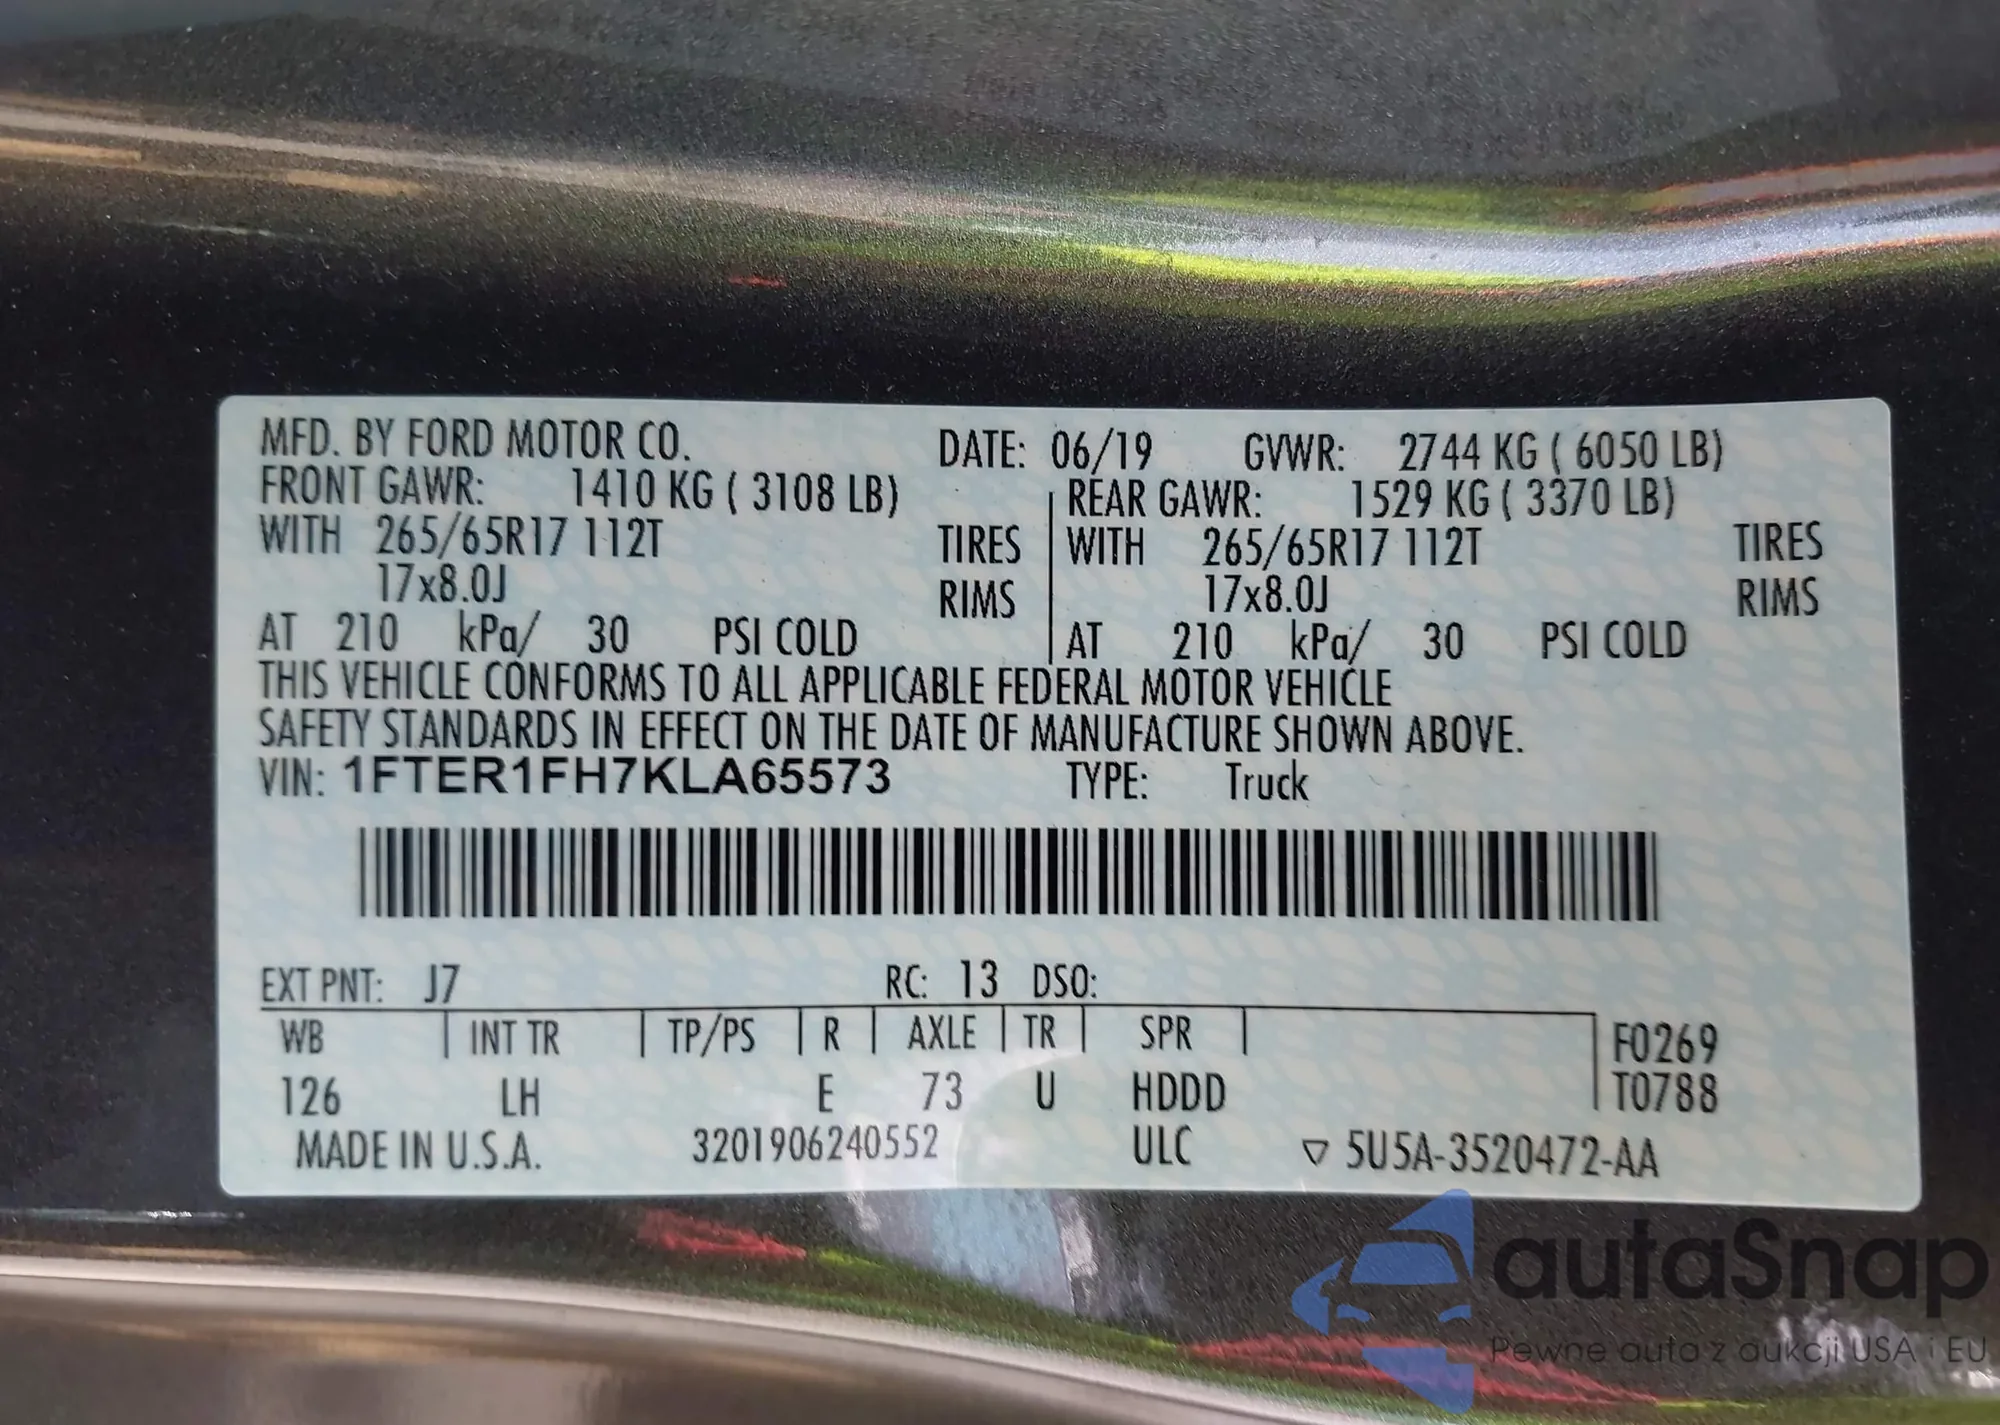 MFD. BY FORD MOTOR CO. DATE: 06/19 GVWR: 2744 KG ( 6050 LB)
FRONT GAWR: 1410 KG ( 3108 LB) REAR GAWR: 1529 KG ( 3370 LB)
WITH 265/65R17 112T TIRES WITH 265/65R17 112T TIRES
17x8.0J RIMS 17x8.0J RIMS
AT 210 kPa/ 30 PSI COLD AT 210 kPa/ 30 PSI COLD
THIS VEHICLE CONFORMS TO ALL APPLICABLE FEDERAL MOTOR VEHICLE
SAFETY STANDARDS IN EFFECT ON THE DATE OF MANUFACTURE SHOWN ABOVE.
VIN: 1FTER1FH7KLA65573 TYPE: Truck
EXT PNT: J7 RC: 13 DSO:
WB INT TR TP/PS R AXLE TR SPR F0269
126 LH E 73 U HDDD T0788
MADE IN U.S.A. 3201906240552 ULC ▽ 5U5A-3520472-AA
autaSnap
Pewne auta z aukcji USA i EU